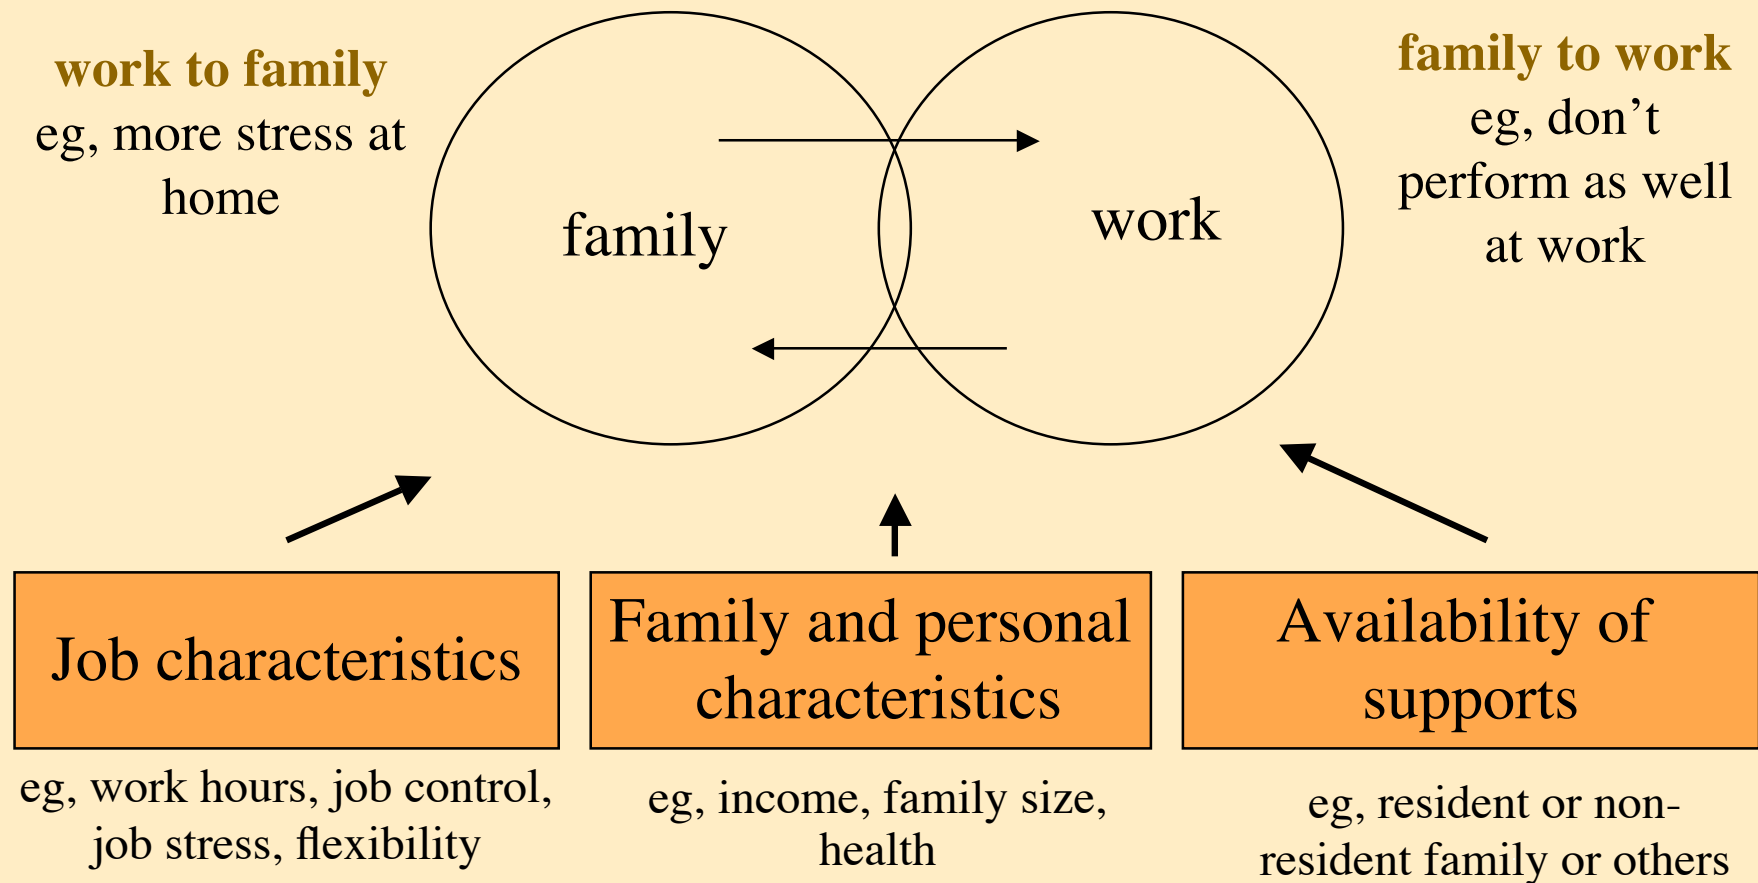 work to family
eg, more stress at
home
family
work
family to work
eg, don’t
perform as well
at work
Job characteristics
eg, work hours, job control,
job stress, flexibility
Family and personal
characteristics
eg, income, family size,
health
Availability of
supports
eg, resident or non-
resident family or others